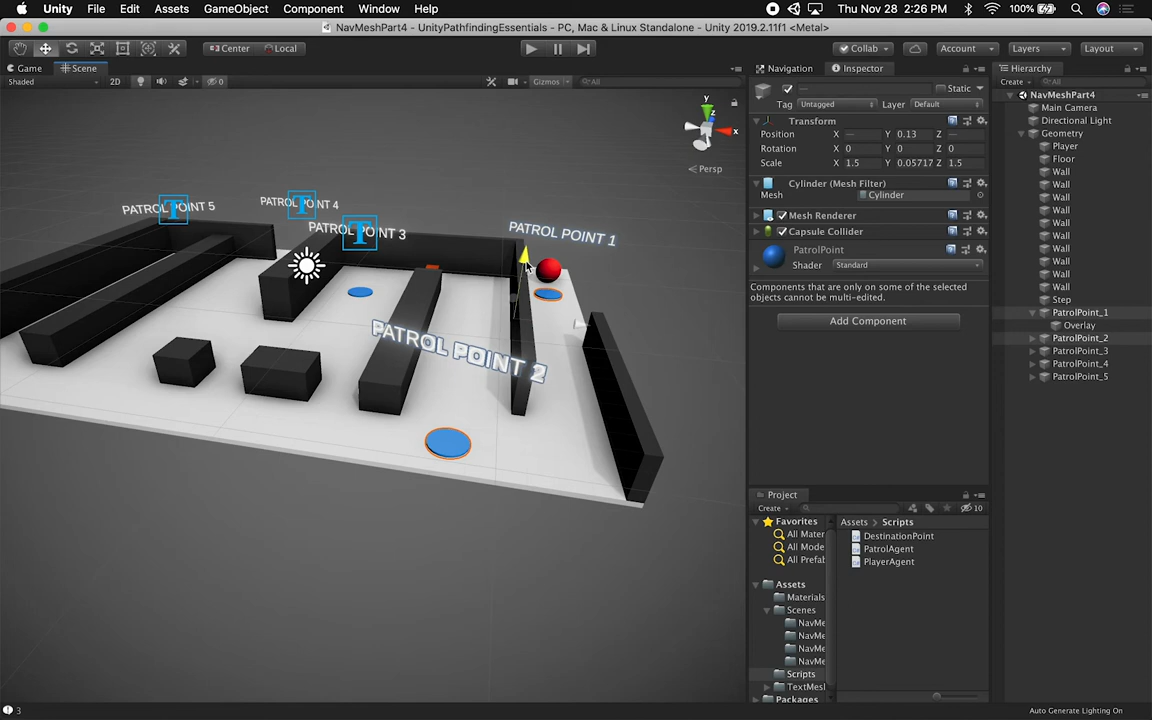 Unity File Edit Assets GameObject Component Window Help Thu Nov 28 2:26 PM 100%
NavMeshPart4 - UnityPathfindingEssentials - PC, Mac & Linux Standalone - Unity 2019.2.11f1 <Metal>
Center Local Collab Account Layers Layout
Game Scene
Shaded 2D 0 Gizmos All
y
z
x
Persp
PATROL POINT 5
PATROL POINT 4
PATROL POINT 3
PATROL POINT 1
PATROL POINT 2
Navigation Inspector
— Static
Tag Untagged Layer Default
Transform
Position X — Y 0.13 Z —
Rotation X 0 Y 0 Z 0
Scale X 1.5 Y 0.05717 Z 1.5
Cylinder (Mesh Filter)
Mesh Cylinder
Mesh Renderer
Capsule Collider
PatrolPoint
Shader Standard
Components that are only on some of the selected
objects cannot be multi-edited.
Add Component
Project
Create 10
Favorites
All Mater
All Mode
All Prefab
Assets
Materials
Scenes
NavMe
NavMe
NavMe
NavMe
Scripts
TextMesl
Packages
Assets Scripts
DestinationPoint
PatrolAgent
PlayerAgent
Hierarchy
Create All
NavMeshPart4
Main Camera
Directional Light
Geometry
Player
Floor
Wall
Wall
Wall
Wall
Wall
Wall
Wall
Wall
Wall
Wall
Step
PatrolPoint_1
Overlay
PatrolPoint_2
PatrolPoint_3
PatrolPoint_4
PatrolPoint_5
3
Auto Generate Lighting On